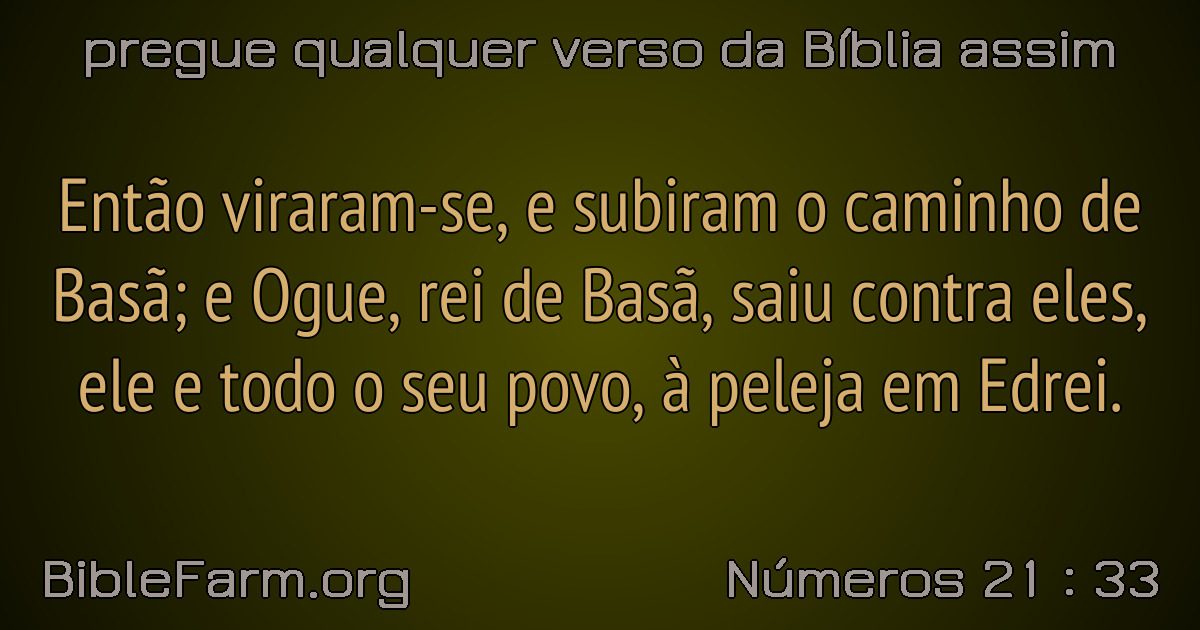 pregue qualquer verso da Bíblia assim
Então viraram-se, e subiram o caminho de
Basã; e Ogue, rei de Basã, saiu contra eles,
ele e todo o seu povo, à peleja em Edrei.
BibleFarm.org
Números 21 : 33